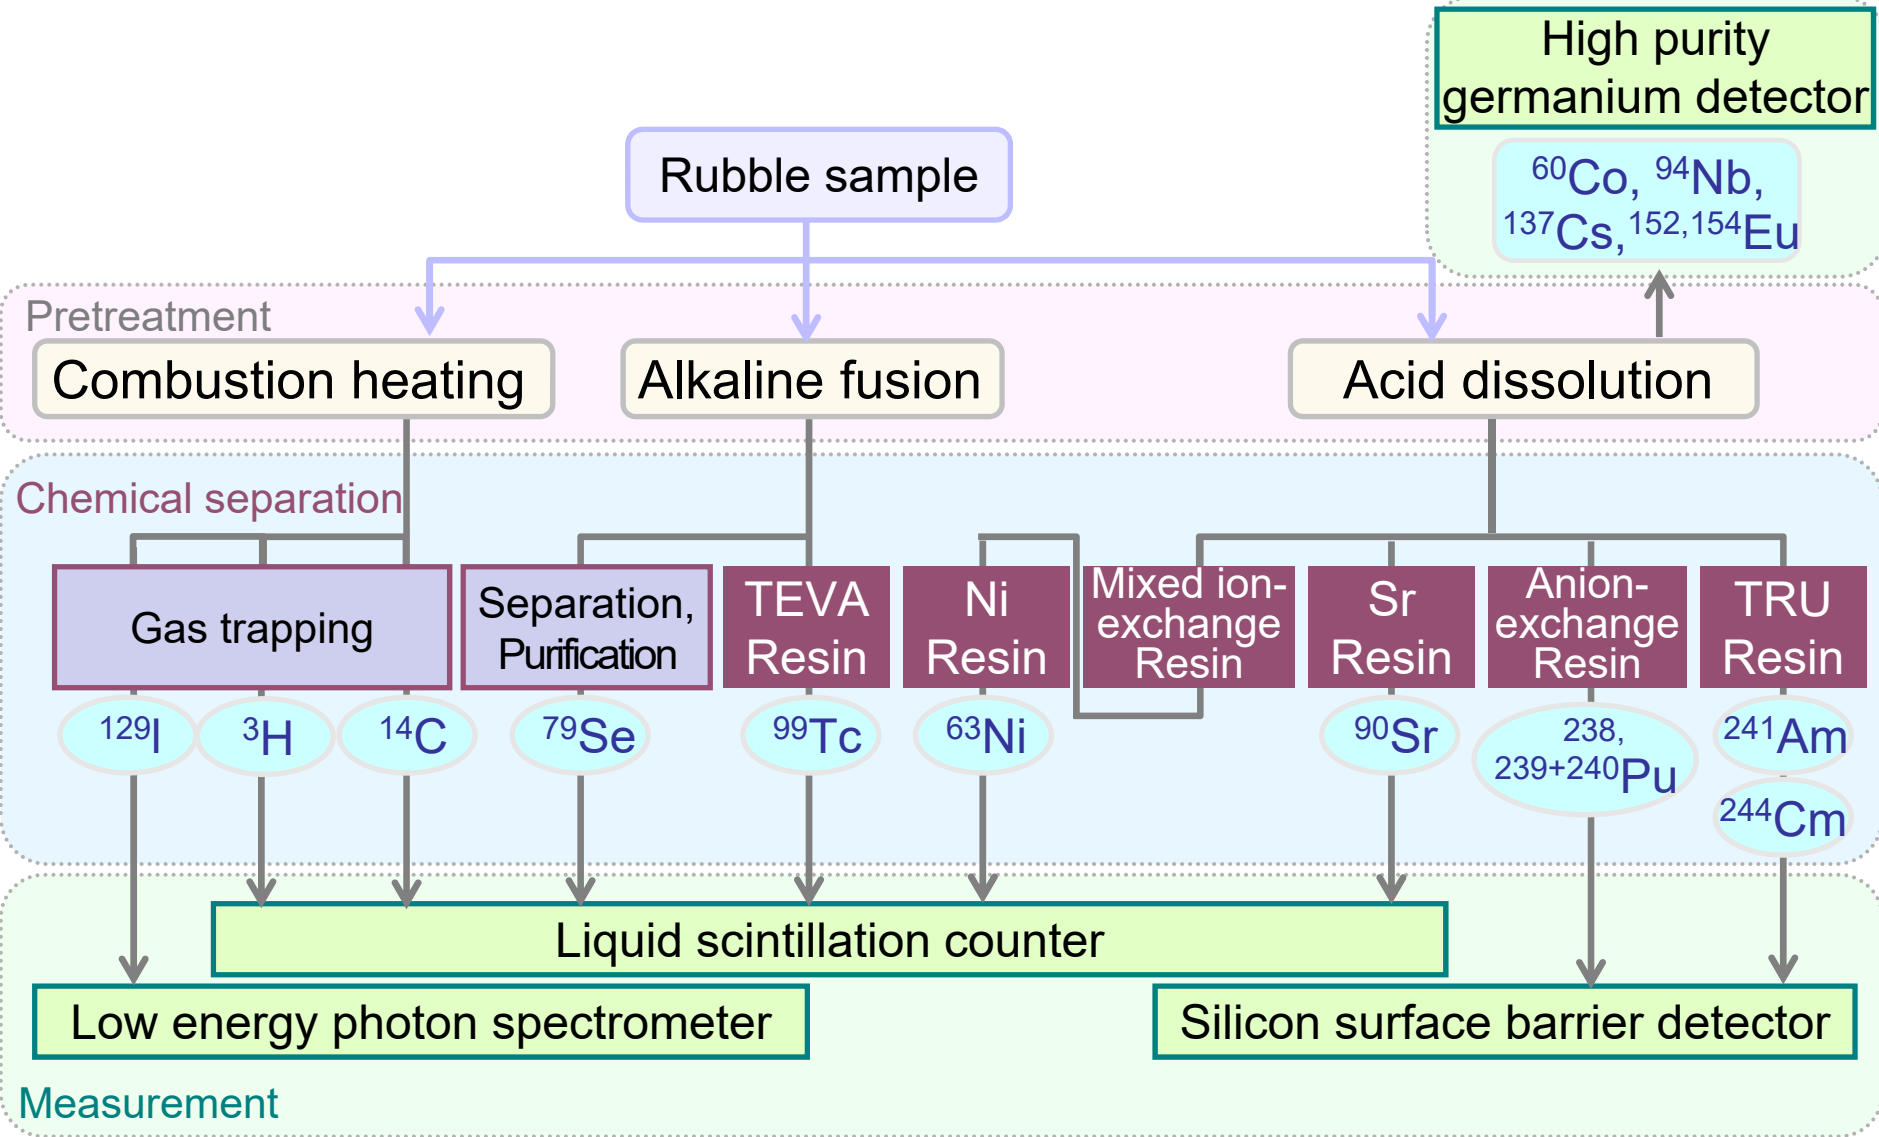 High purity
germanium detector
⁶⁰Co, ⁹⁴Nb,
¹³⁷Cs,¹⁵²,¹⁵⁴Eu
Rubble sample
Pretreatment
Combustion heating
Alkaline fusion
Acid dissolution
Chemical separation
Gas trapping
Separation,
Purification
TEVA
Resin
Ni
Resin
Mixed ion-
exchange
Resin
Sr
Resin
Anion-
exchange
Resin
TRU
Resin
¹²⁹I
³H
¹⁴C
⁷⁹Se
⁹⁹Tc
⁶³Ni
⁹⁰Sr
²³⁸,
²³⁹⁺²⁴⁰Pu
²⁴¹Am
²⁴⁴Cm
Liquid scintillation counter
Low energy photon spectrometer
Silicon surface barrier detector
Measurement